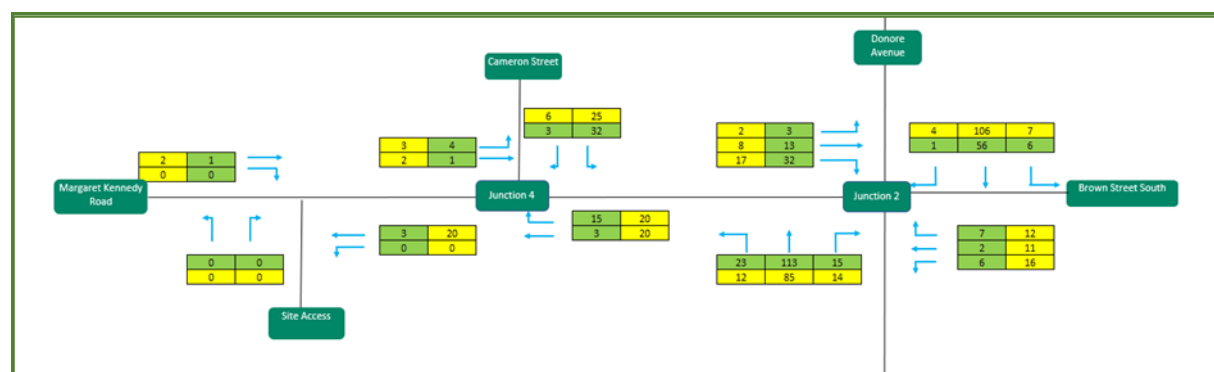 Donore
Avenue
Cameron Street
6 25
3 32
3 4
2 1
2 3
8 13
17 32
4 106 7
1 56 6
2 1
0 0
Margaret Kennedy
Road
Junction 4
Junction 2
Brown Street South
3 20
0 0
15 20
3 20
7 12
2 11
6 16
0 0
0 0
23 113 15
12 85 14
Site Access